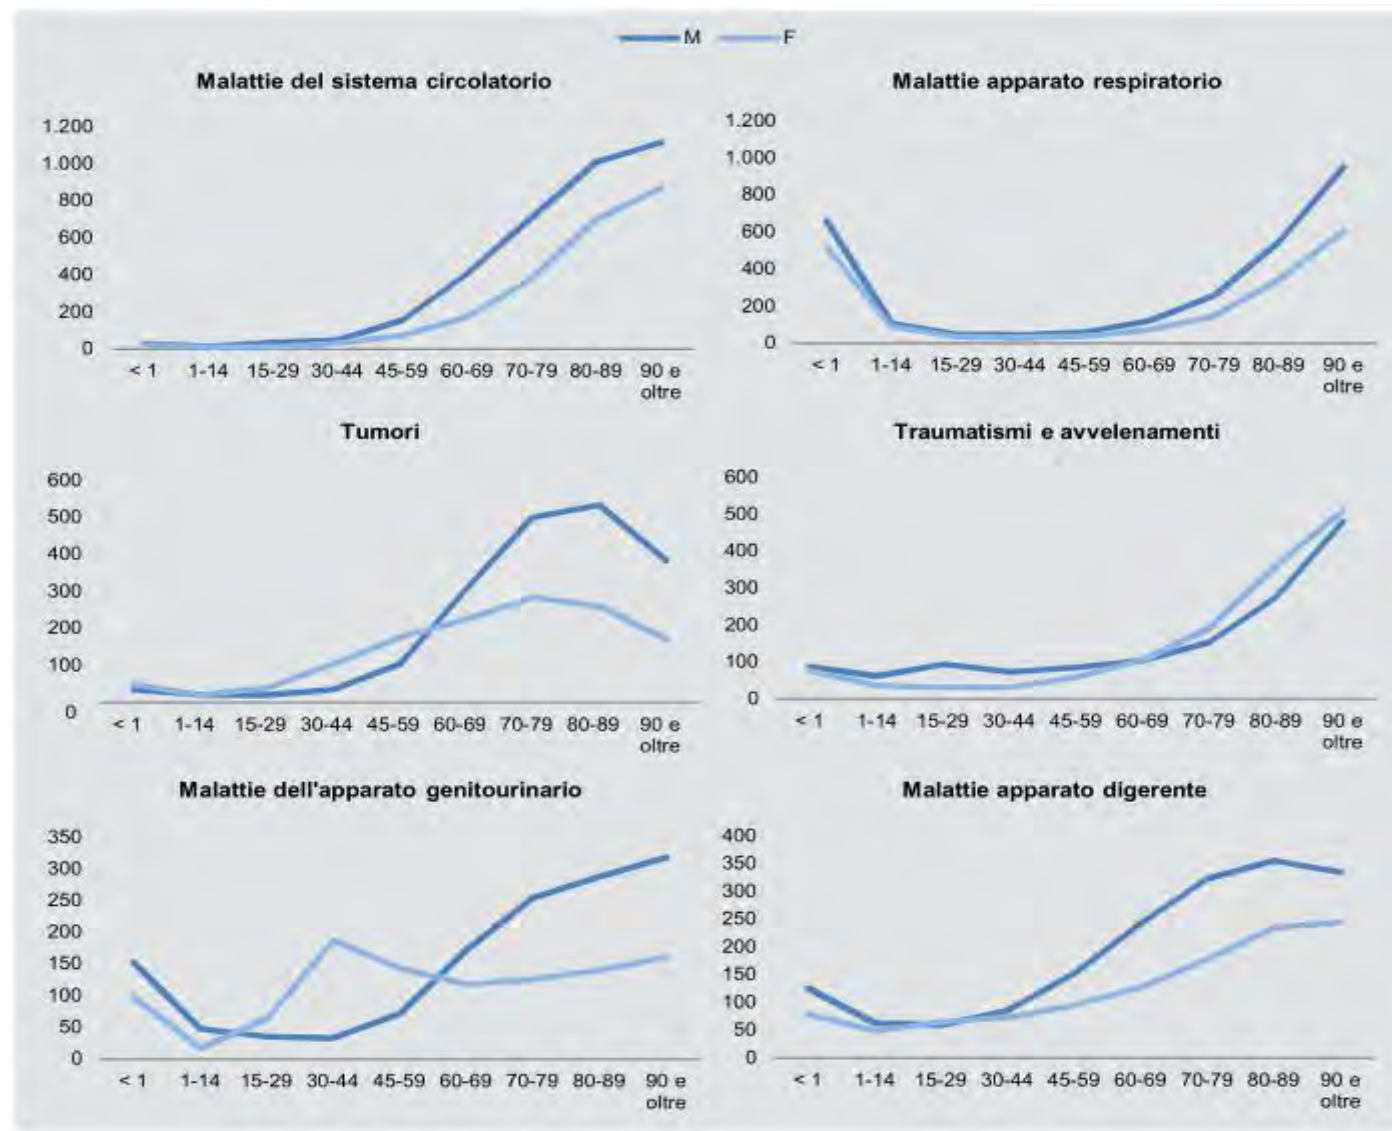 M F
Malattie del sistema circolatorio
1.200
1.000
800
600
400
200
0
< 1 1-14 15-29 30-44 45-59 60-69 70-79 80-89 90 e
oltre
Malattie apparato respiratorio
1.200
1.000
800
600
400
200
0
< 1 1-14 15-29 30-44 45-59 60-69 70-79 80-89 90 e
oltre
Tumori
600
500
400
300
200
100
0
< 1 1-14 15-29 30-44 45-59 60-69 70-79 80-89 90 e
oltre
Traumatismi e avvelenamenti
600
500
400
300
200
100
0
< 1 1-14 15-29 30-44 45-59 60-69 70-79 80-89 90 e
oltre
Malattie dell'apparato genitourinario
350
300
250
200
150
100
50
0
< 1 1-14 15-29 30-44 45-59 60-69 70-79 80-89 90 e
oltre
Malattie apparato digerente
400
350
300
250
200
150
100
50
0
< 1 1-14 15-29 30-44 45-59 60-69 70-79 80-89 90 e
oltre